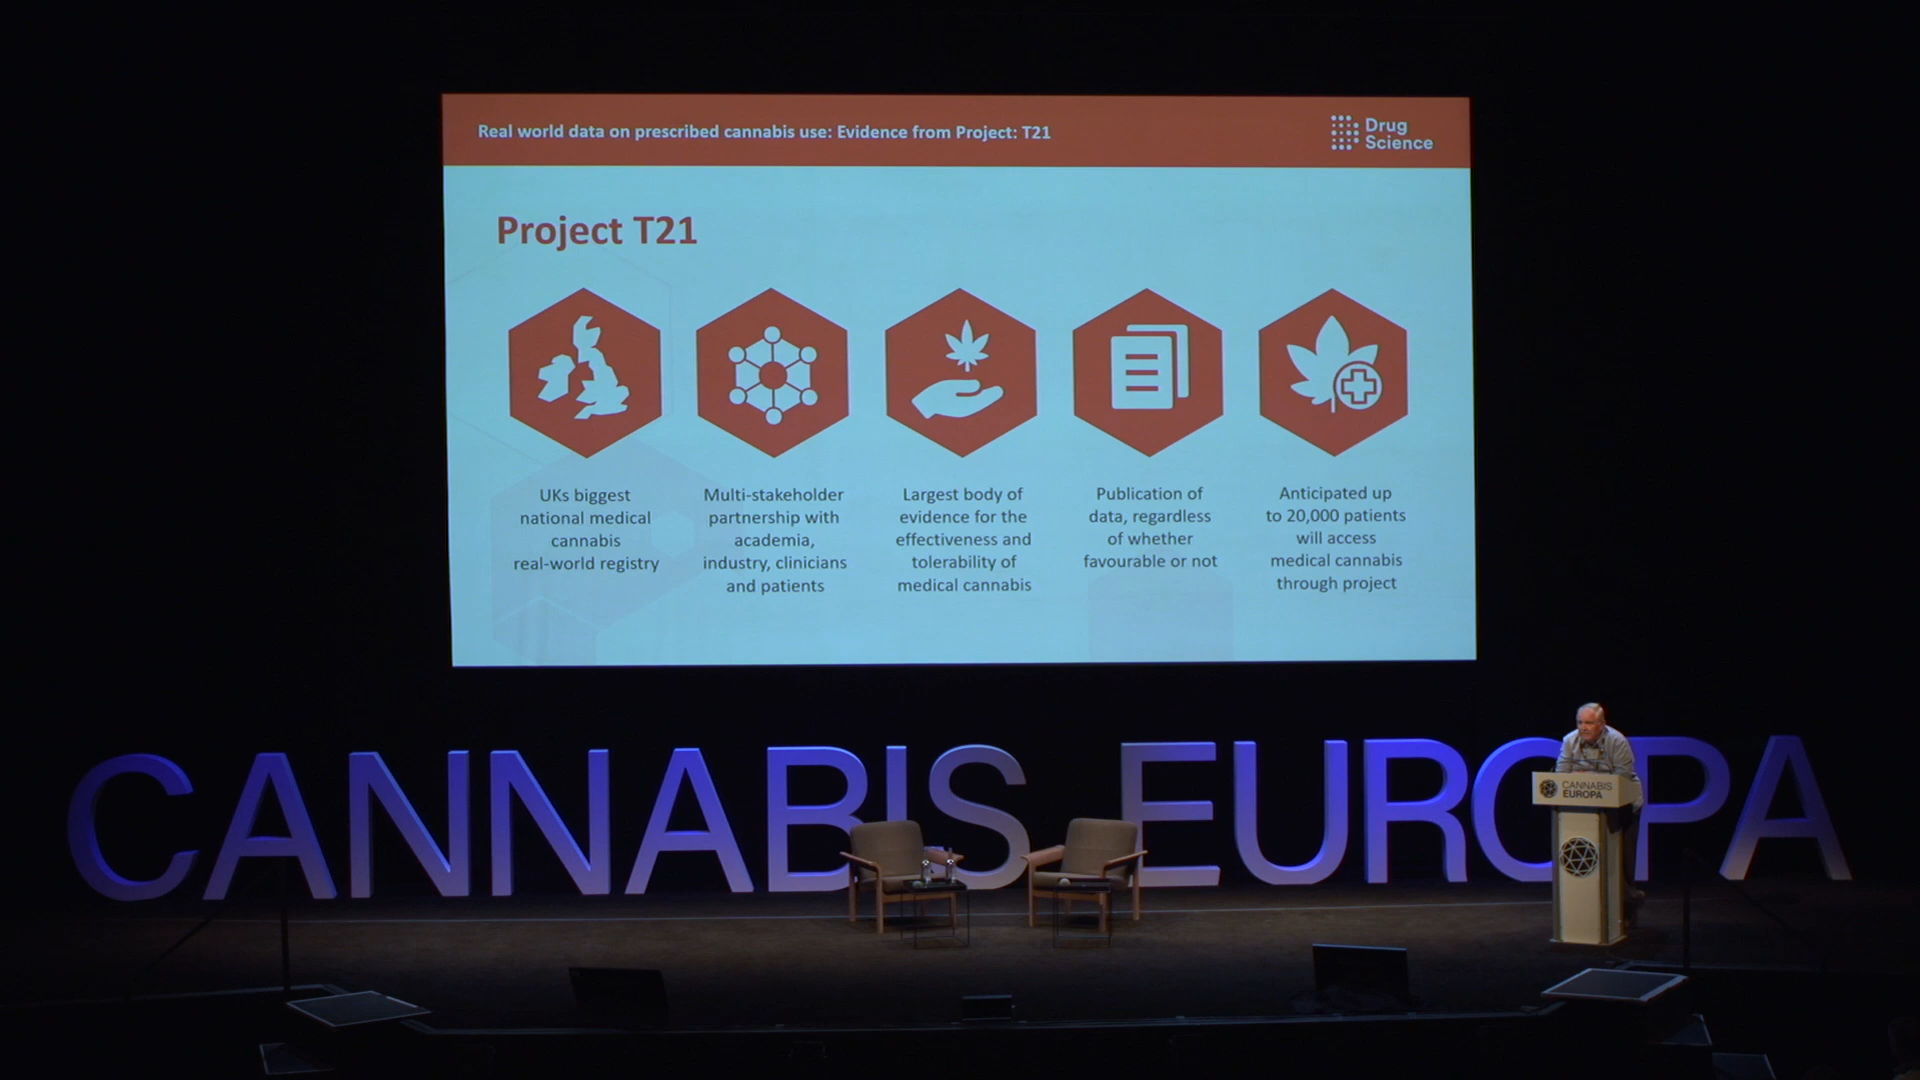 Real world data on prescribed cannabis use: Evidence from Project: T21
Drug
Science
Project T21
UKs biggest
national medical
cannabis
real-world registry
Multi-stakeholder
partnership with
academia,
industry, clinicians
and patients
Largest body of
evidence for the
effectiveness and
tolerability of
medical cannabis
Publication of
data, regardless
of whether
favourable or not
Anticipated up
to 20,000 patients
will access
medical cannabis
through project
CANNABIS EUROPA
CANNABIS
EUROPA